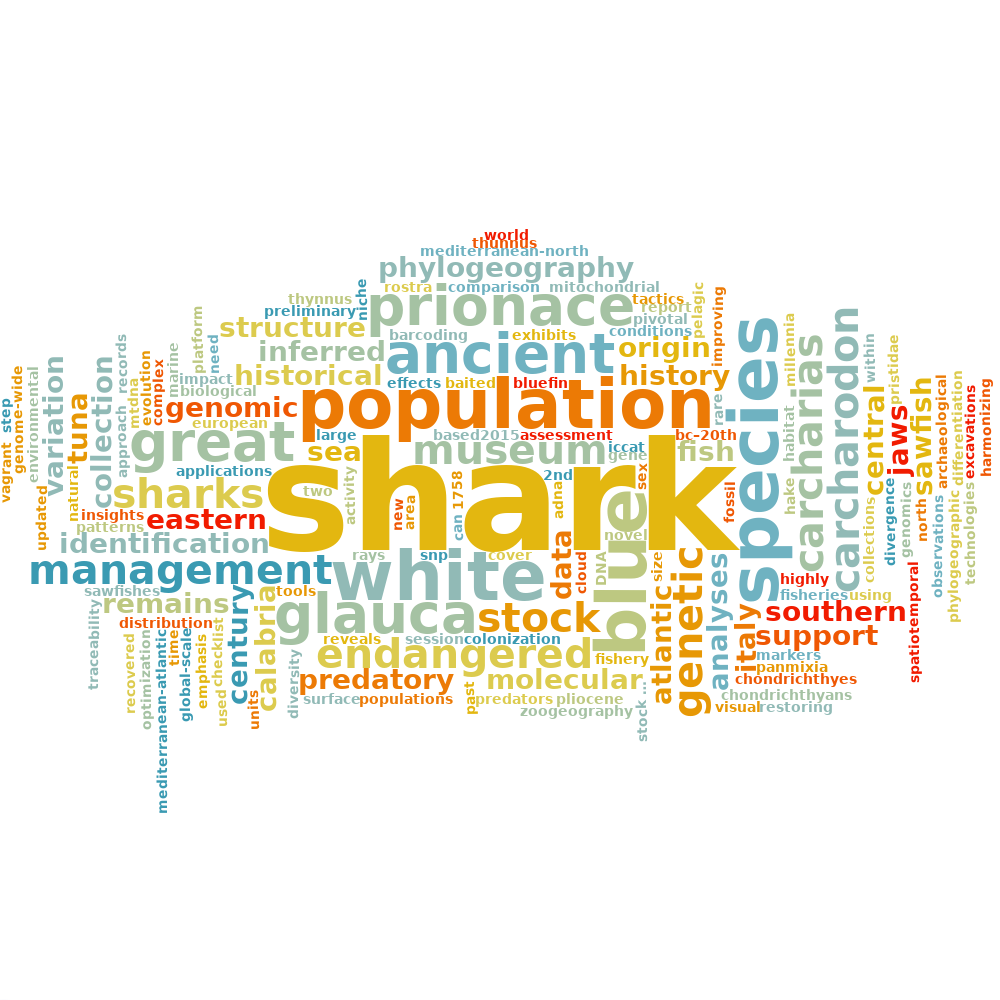 world
thunnus
mediterranean-north
phylogeography
rostra
comparison
mitochondrial
niche
pelagic
improving
thynnus
prionace
tactics
report
preliminary
pivotal
structure
platform
need
barcoding
exhibits
conditions
inferred
ancient
origin
millennia
species
carcharodon
within
pristidae
records
marine
evolution
complex
impact
biological
historical
effects
baited
bluefin
history
rare
carcharias
step
genome-wide
environmental
variation
tuna
collection
approach
mtdna
genomic
population
european
great
large
based2015
assessment
bc-20th
habitat
central
jaws
sawfish
archaeological
differentiation
excavations
harmonizing
vagrant
updated
natural
applications
sea
museum
iccat
gene
fish
sex
shark
2nd
fossil
hake
sharks
two
activity
new
area
can
1758
adna
insights
patterns
eastern
identification
novel
blue
collections
divergence
genomics
north
observations
phylogeographic
technologies
management
rays
snp
cover
white
data
cloud
DNA
size
genetic
analyses
highly
fisheries
using
spatiotemporal
sawfishes
remains
tools
glauca
stock
atlantic
italy
southern
distribution
century
calabria
reveals
session
colonization
support
traceability
recovered
optimization
mediterranean-atlantic
time
global-scale
emphasis
used
checklist
units
diversity
endangered
fishery
markers
panmixia
predatory
molecular
chondrichthyes
surface
populations
past
predators
pliocene
stock ...
chondrichthyans
zoogeography
visual
restoring